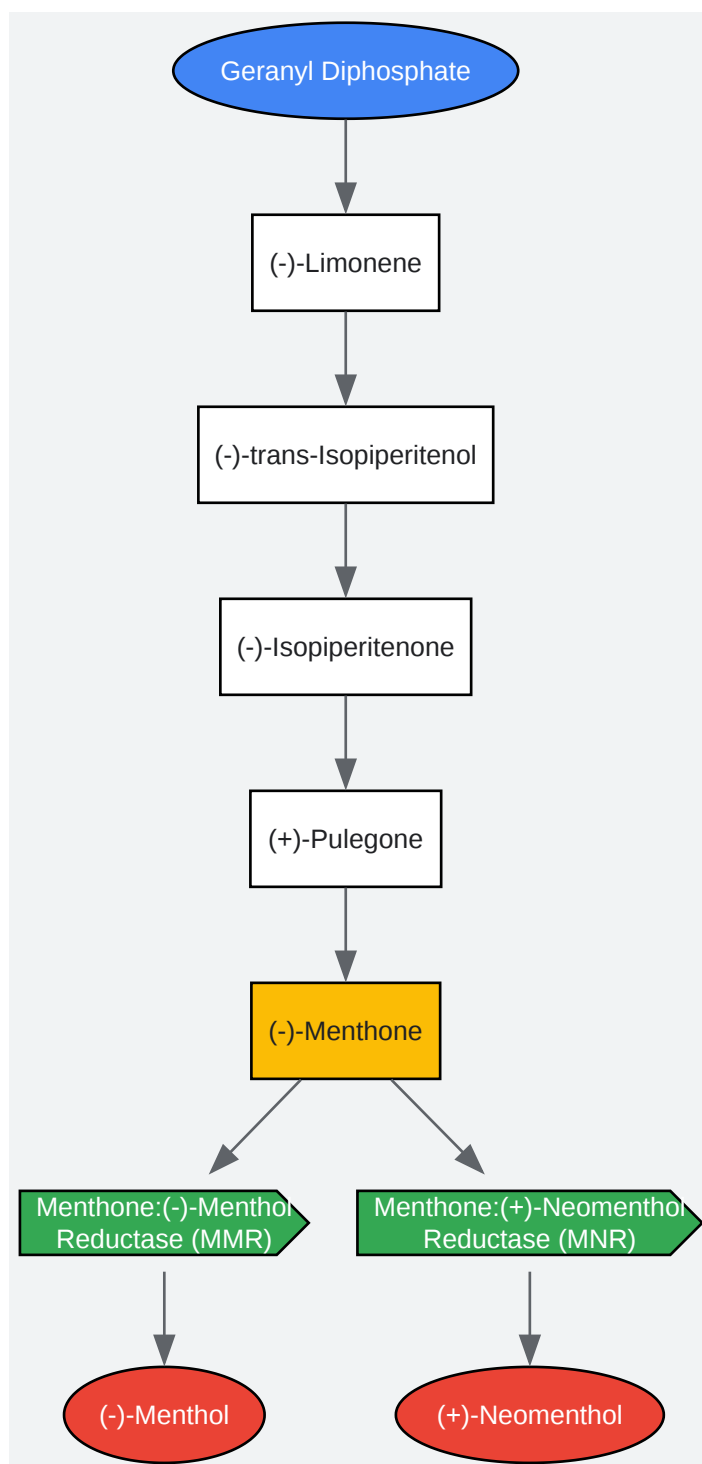 Geranyl Diphosphate
(-)-Limonene
(-)-trans-Isopiperitenol
(-)-Isopiperitenone
(+)-Pulegone
(-)-Menthone
Menthone:(-)-Menthol
Reductase (MMR)
Menthone:(+)-Neomenthol
Reductase (MNR)
(-)-Menthol
(+)-Neomenthol